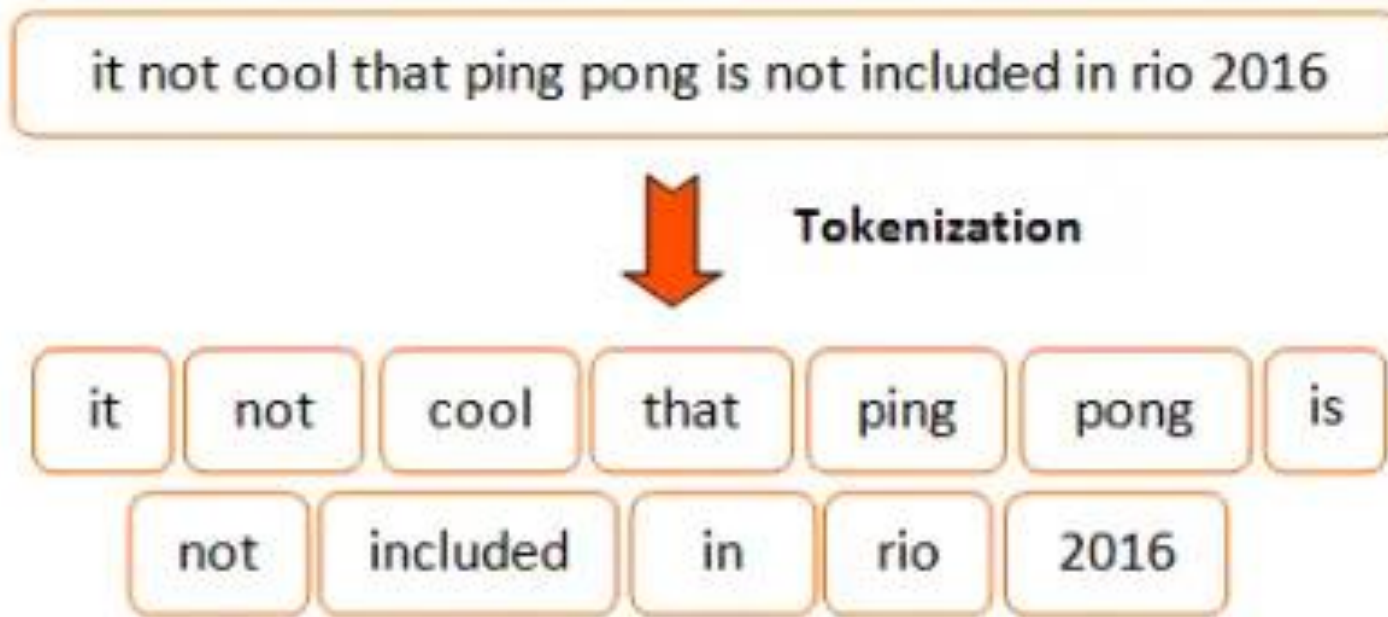 it not cool that ping pong is not included in rio 2016
Tokenization
it not cool that ping pong is
not included in rio 2016